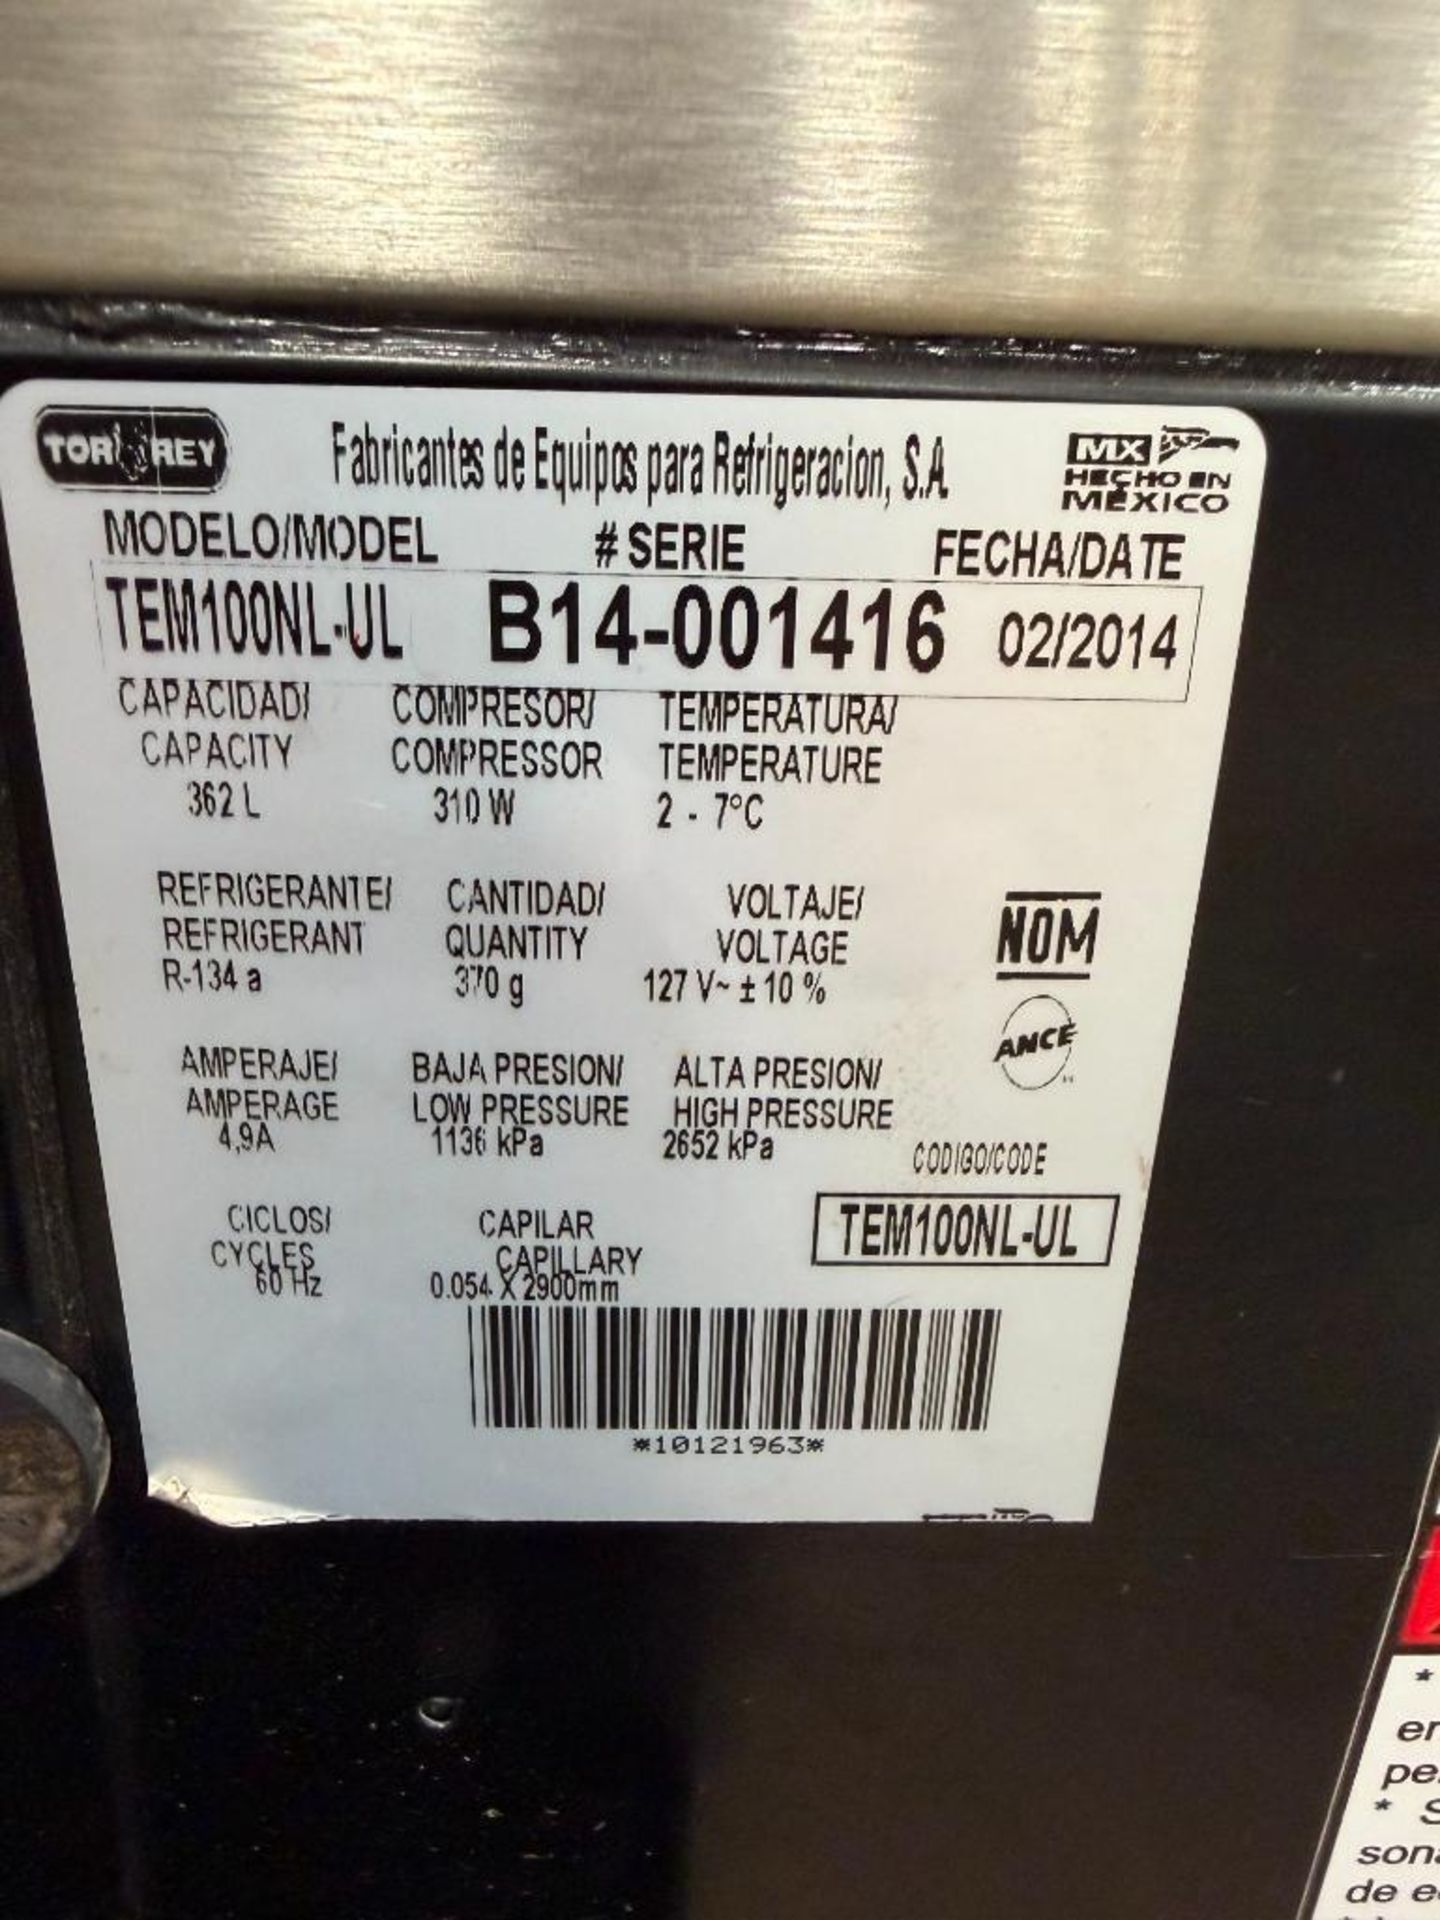 TOR REY
Fabricantes de Equipos para Refrigeracion, S.A.
MX
HECHO EN
MÉXICO
MODELO/MODEL # SERIE FECHA/DATE
TEM100NL-UL B14-001416 02/2014
CAPACIDAD/ COMPRESOR/ TEMPERATURA/
CAPACITY COMPRESSOR TEMPERATURE
362 L 310 W 2 - 7°C
REFRIGERANTE/ CANTIDAD/ VOLTAJE/
REFRIGERANT QUANTITY VOLTAGE
R-134 a 370 g 127 V~ ± 10 %
NOM
ANCE
AMPERAJE/ BAJA PRESION/ ALTA PRESION/
AMPERAGE LOW PRESSURE HIGH PRESSURE
4,9A 1136 kPa 2652 kPa
CODIGO/CODE
TEM100NL-UL
CICLOS/ CAPILAR
CYCLES CAPILLARY
60 Hz 0.054 X 2900mm
*10121963*
*
*
de